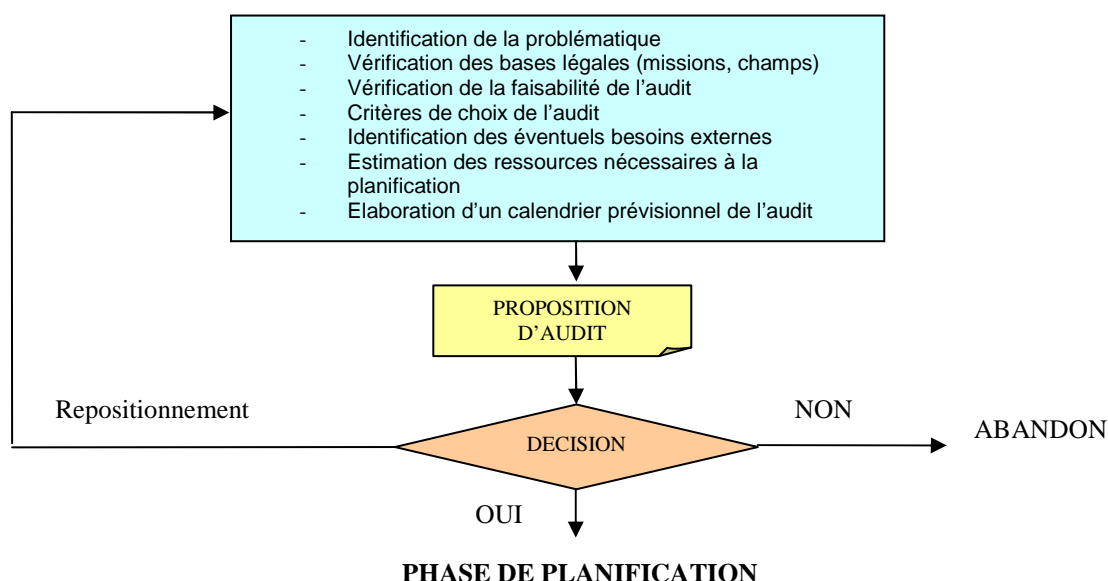 - Identification de la problématique
- Vérification des bases légales (missions, champs)
- Vérification de la faisabilité de l’audit
- Critères de choix de l’audit
- Identification des éventuels besoins externes
- Estimation des ressources nécessaires à la
planification
- Elaboration d’un calendrier prévisionnel de l’audit
PROPOSITION
D’AUDIT
Repositionnement
NON
ABANDON
DECISION
OUI
PHASE DE PLANIFICATION